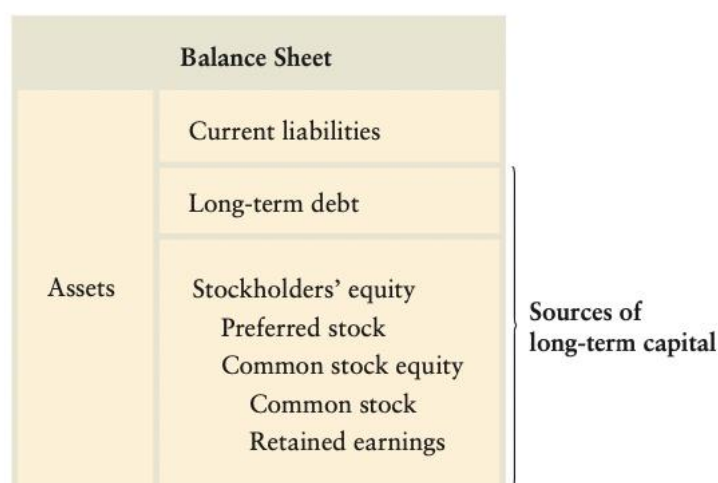 Balance Sheet
Current liabilities
Long-term debt
Assets
Stockholders’ equity
Preferred stock
Common stock equity
Common stock
Retained earnings
Sources of
long-term capital